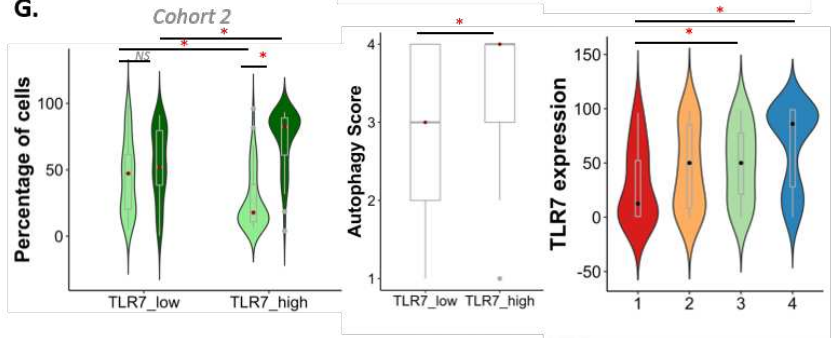 G.
Cohort 2
Percentage of cells
100
50
0
NS
*
*
*
TLR7_low
TLR7_high
Autophagy Score
4
3
2
1
*
TLR7_low
TLR7_high
TLR7 expression
150
100
50
0
-50
*
*
1
2
3
4